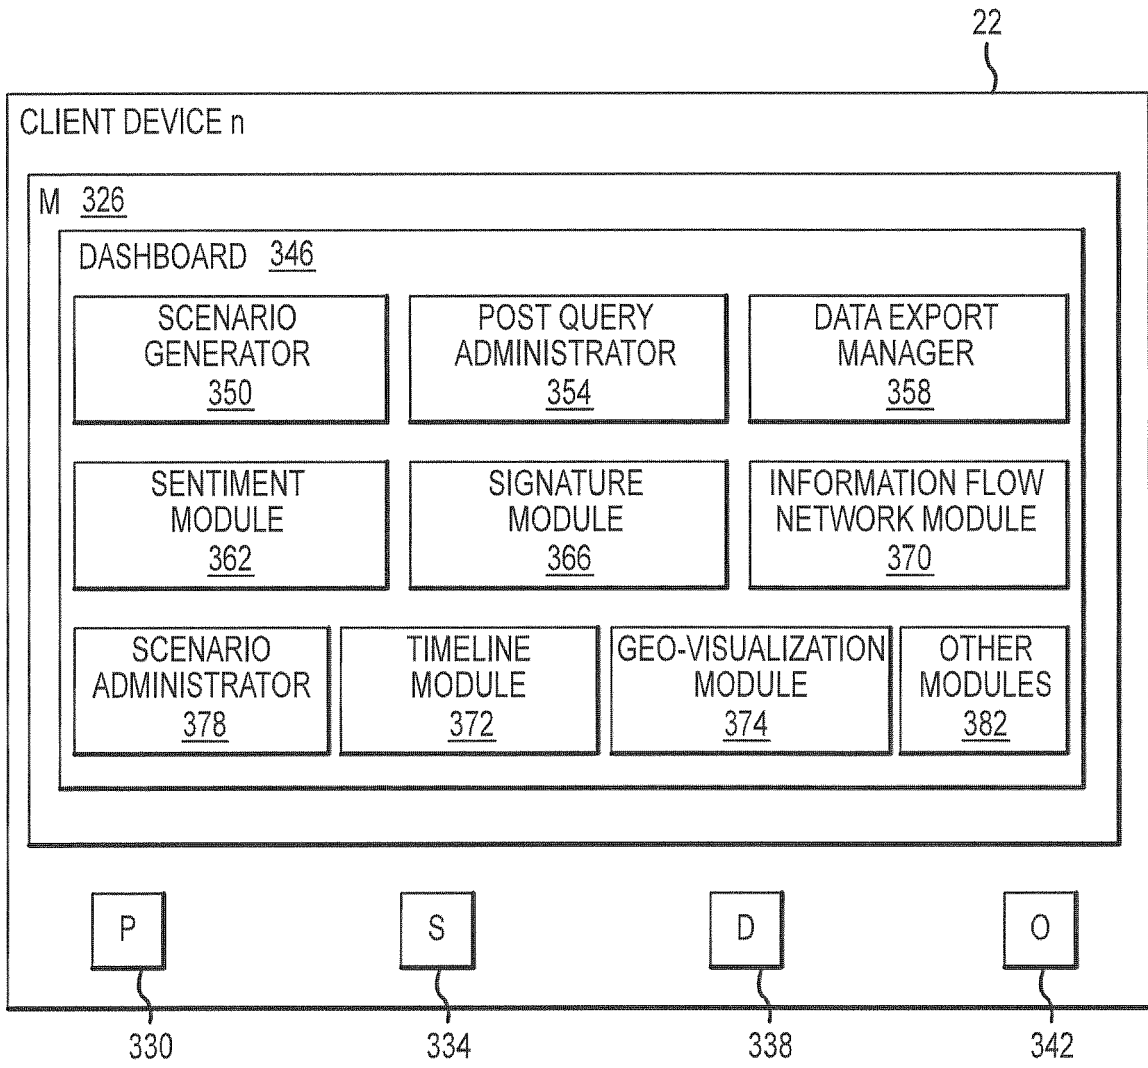 22
CLIENT DEVICE n
M 326
DASHBOARD 346
SCENARIO
GENERATOR
350
POST QUERY
ADMINISTRATOR
354
DATA EXPORT
MANAGER
358
SENTIMENT
MODULE
362
SIGNATURE
MODULE
366
INFORMATION FLOW
NETWORK MODULE
370
SCENARIO
ADMINISTRATOR
378
TIMELINE
MODULE
372
GEO-VISUALIZATION
MODULE
374
OTHER
MODULES
382
P
S
D
O
330
334
338
342